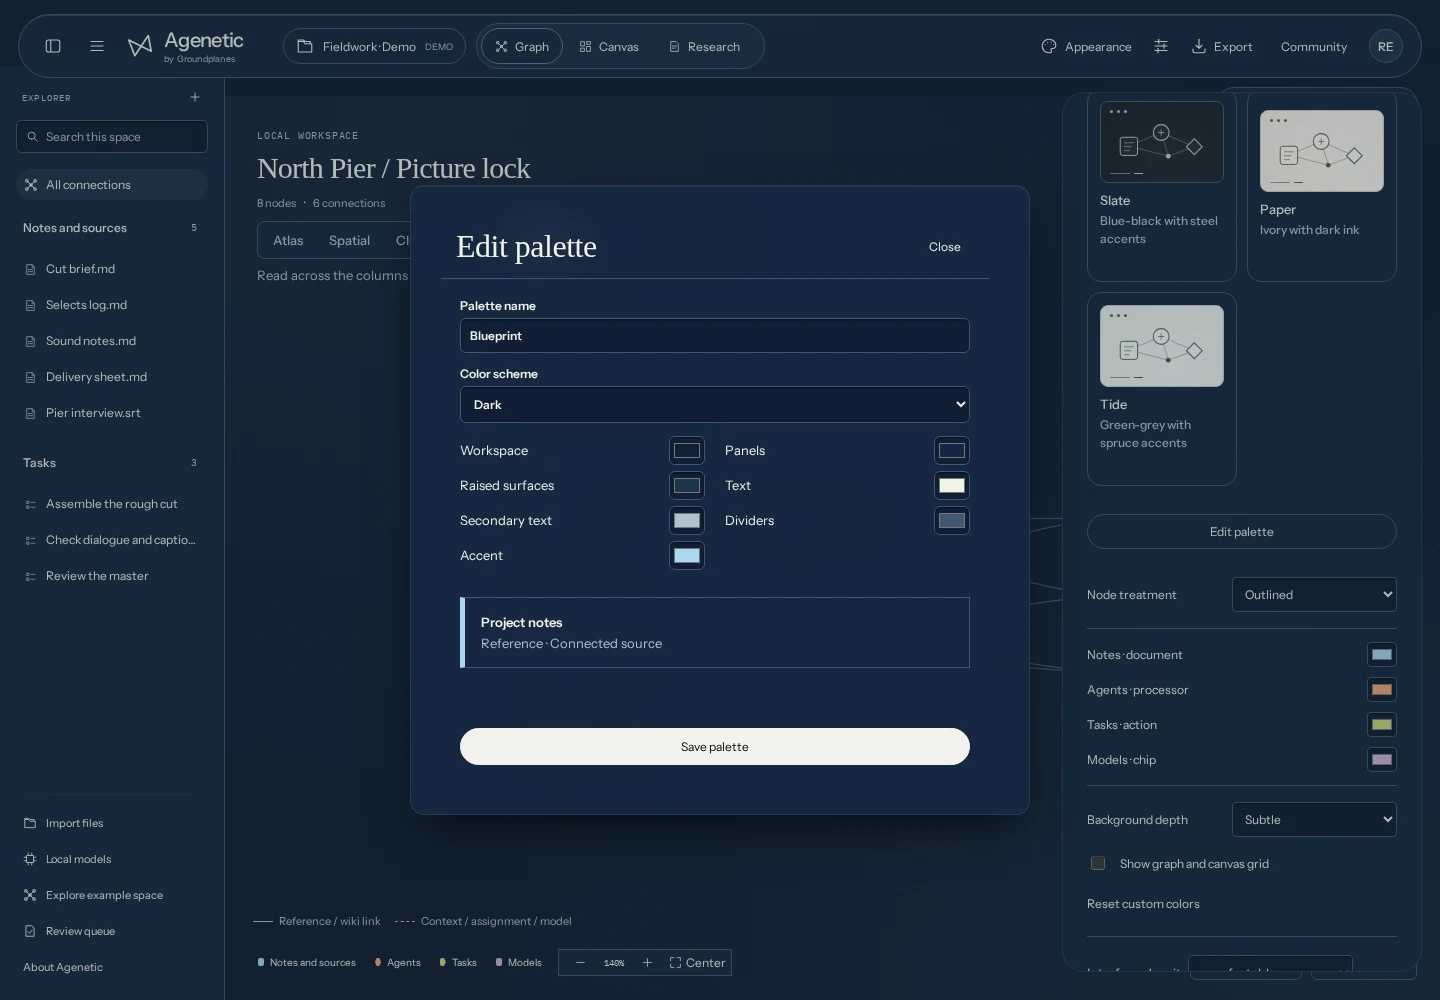 Agenetic
by Groundplanes
Fieldwork·Demo DEMO
Graph
Canvas
Research
Appearance
Export
Community
RE
EXPLORER
Search this space
All connections
Notes and sources 5
Cut brief.md
Selects log.md
Sound notes.md
Delivery sheet.md
Pier interview.srt
Tasks 3
Assemble the rough cut
Check dialogue and captio...
Review the master
Import files
Local models
Explore example space
Review queue
About Agenetic
LOCAL WORKSPACE
North Pier / Picture lock
8 nodes · 6 connections
Atlas Spatial
Read across the columns
Edit palette
Close
Palette name
Blueprint
Color scheme
Dark
Workspace
Panels
Raised surfaces
Text
Secondary text
Dividers
Accent
Project notes
Reference · Connected source
Save palette
Reference / wiki link
Context / assignment / model
Notes and sources
Agents
Tasks
Models
140%
Center
Slate
Blue-black with steel
accents
Paper
Ivory with dark ink
Tide
Green-grey with
spruce accents
Edit palette
Node treatment
Outlined
Notes·document
Agents·processor
Tasks·action
Models·chip
Background depth
Subtle
Show graph and canvas grid
Reset custom colors